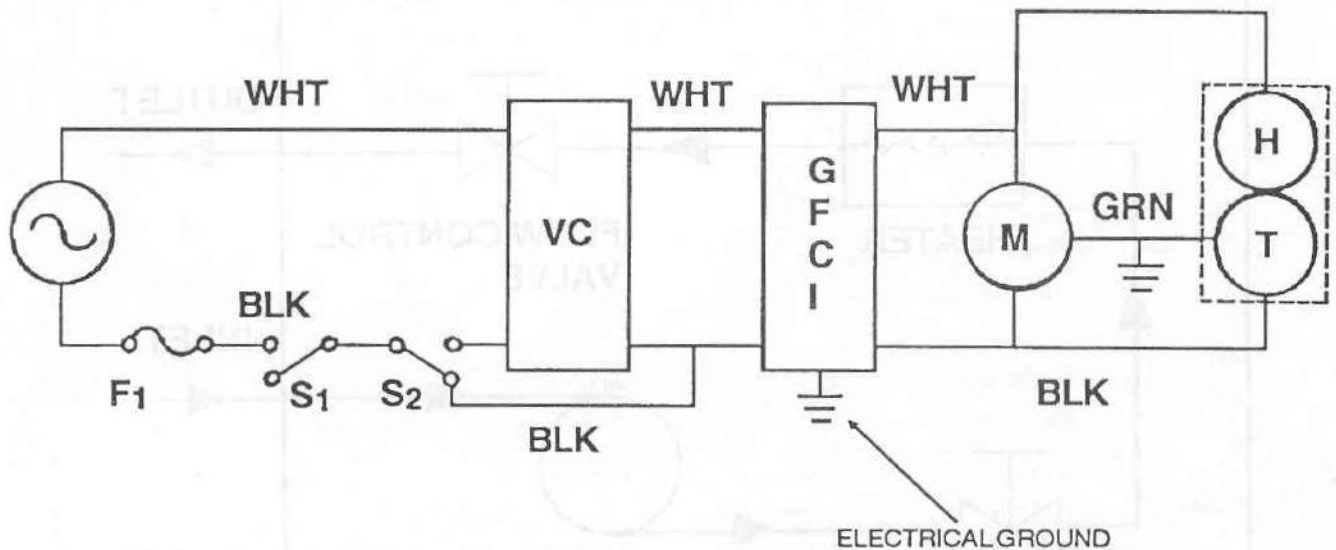 WHT
WHT
WHT
VC
G
F
C
I
M
GRN
H
T
BLK
F1
S1
S2
BLK
BLK
ELECTRICAL GROUND